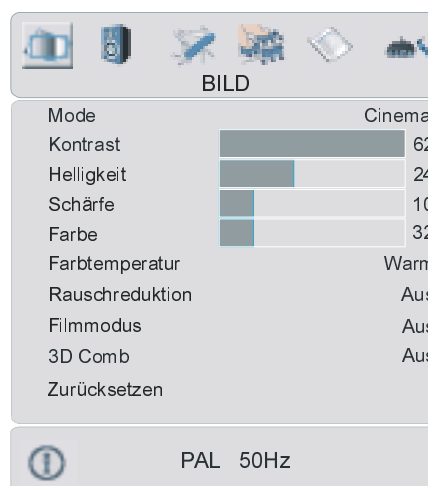 BILD
Mode Cinema
Kontrast 62
Helligkeit 24
Schärfe 10
Farbe 32
Farbtemperatur Warm
Rauschreduktion Aus
Filmmodus Aus
3D Comb Aus
Zurücksetzen
PAL 50Hz